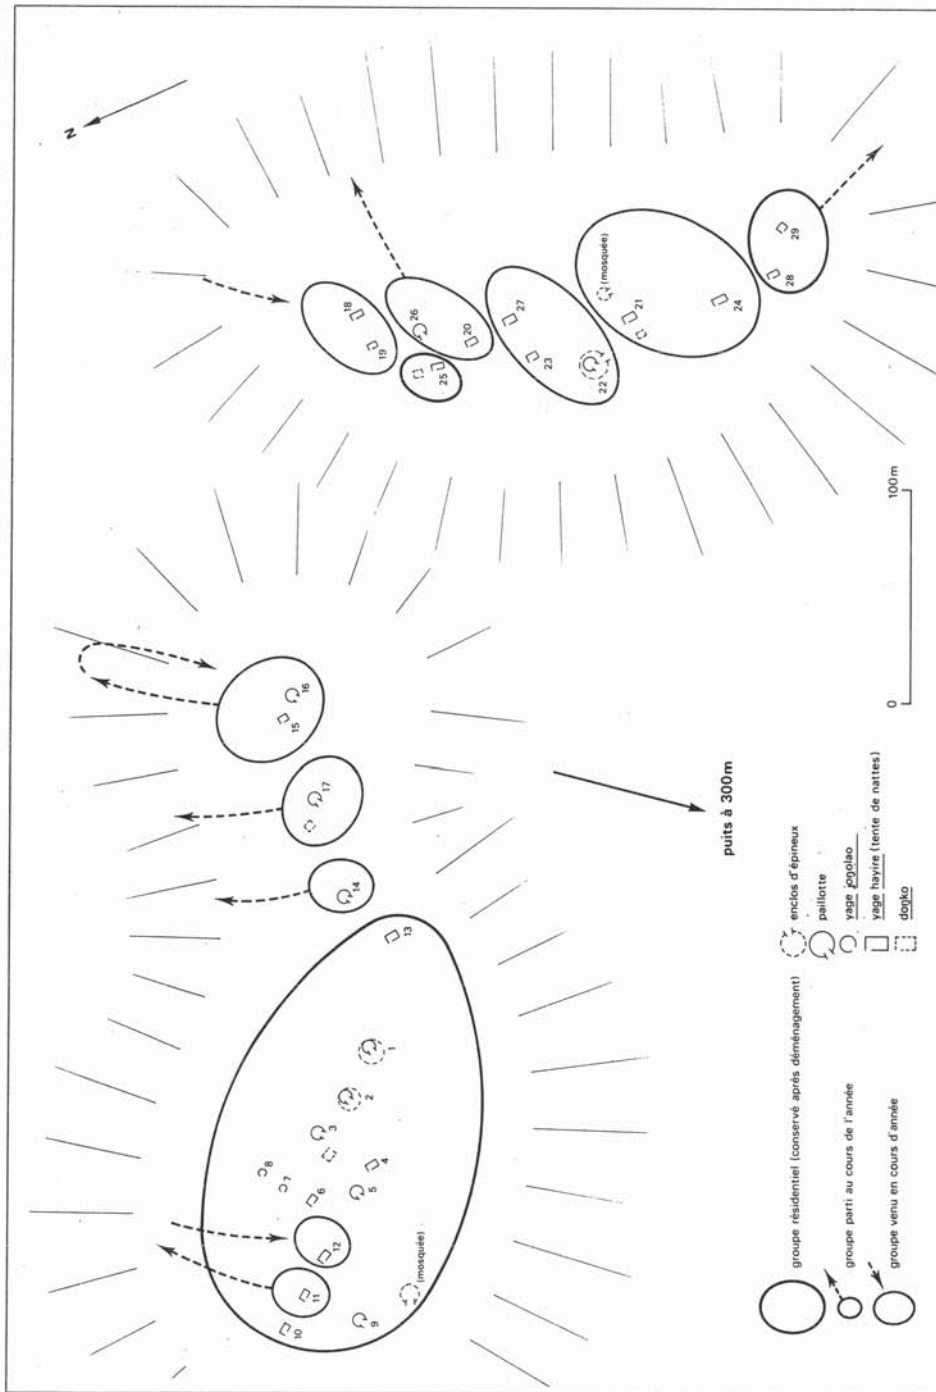 N
10
11
12
9
(mosquée)
8
7
6
5
4
3
2
1
13
14
17
15
16
19
18
26
25
20
27
23
22
(mosquée)
21
24
28
29
puits à 300m
0
100m
groupe résidentiel (conservé après déménagement)
groupe parti au cours de l'année
groupe venu en cours d'année
enclos d'épineux
paillotte
yage jogolao
yage hayire (tente de nattes)
donko